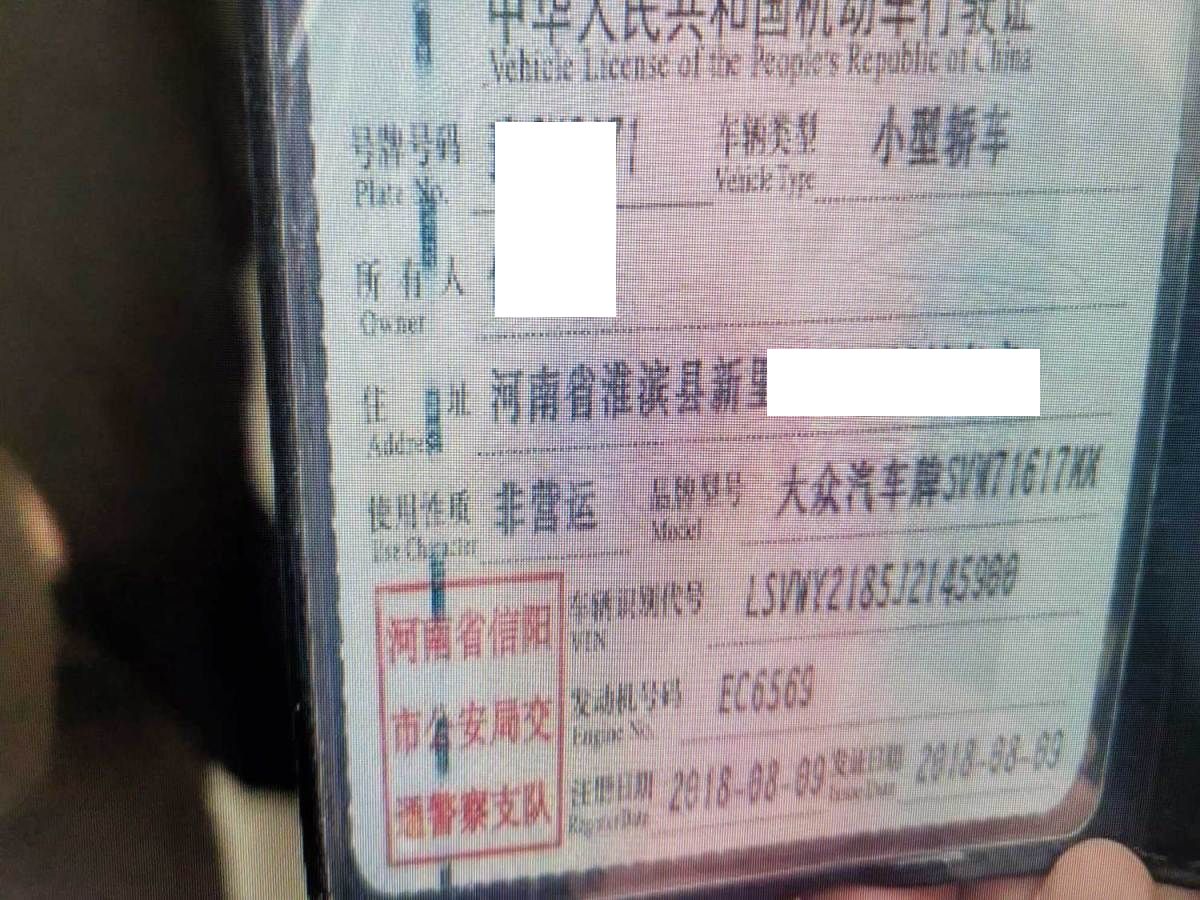 中华人民共和国机动车行驶证
Vehicle License of the People's Republic of China
号牌号码 71 车辆类型 小型轿车
Plate No. Vehicle Type
所有人
Owner
住址 河南省淮滨县新里
Address
使用性质 非营运 品牌型号 大众汽车牌SVW71617MM
Use Character Model
车辆识别代号 LSVWY2185J2145900
VIN
发动机号码 EC6569
Engine No.
注册日期 2018-08-09 发证日期 2018-08-09
Register Date Issue Date
河南省信阳
市公安局交
通警察支队